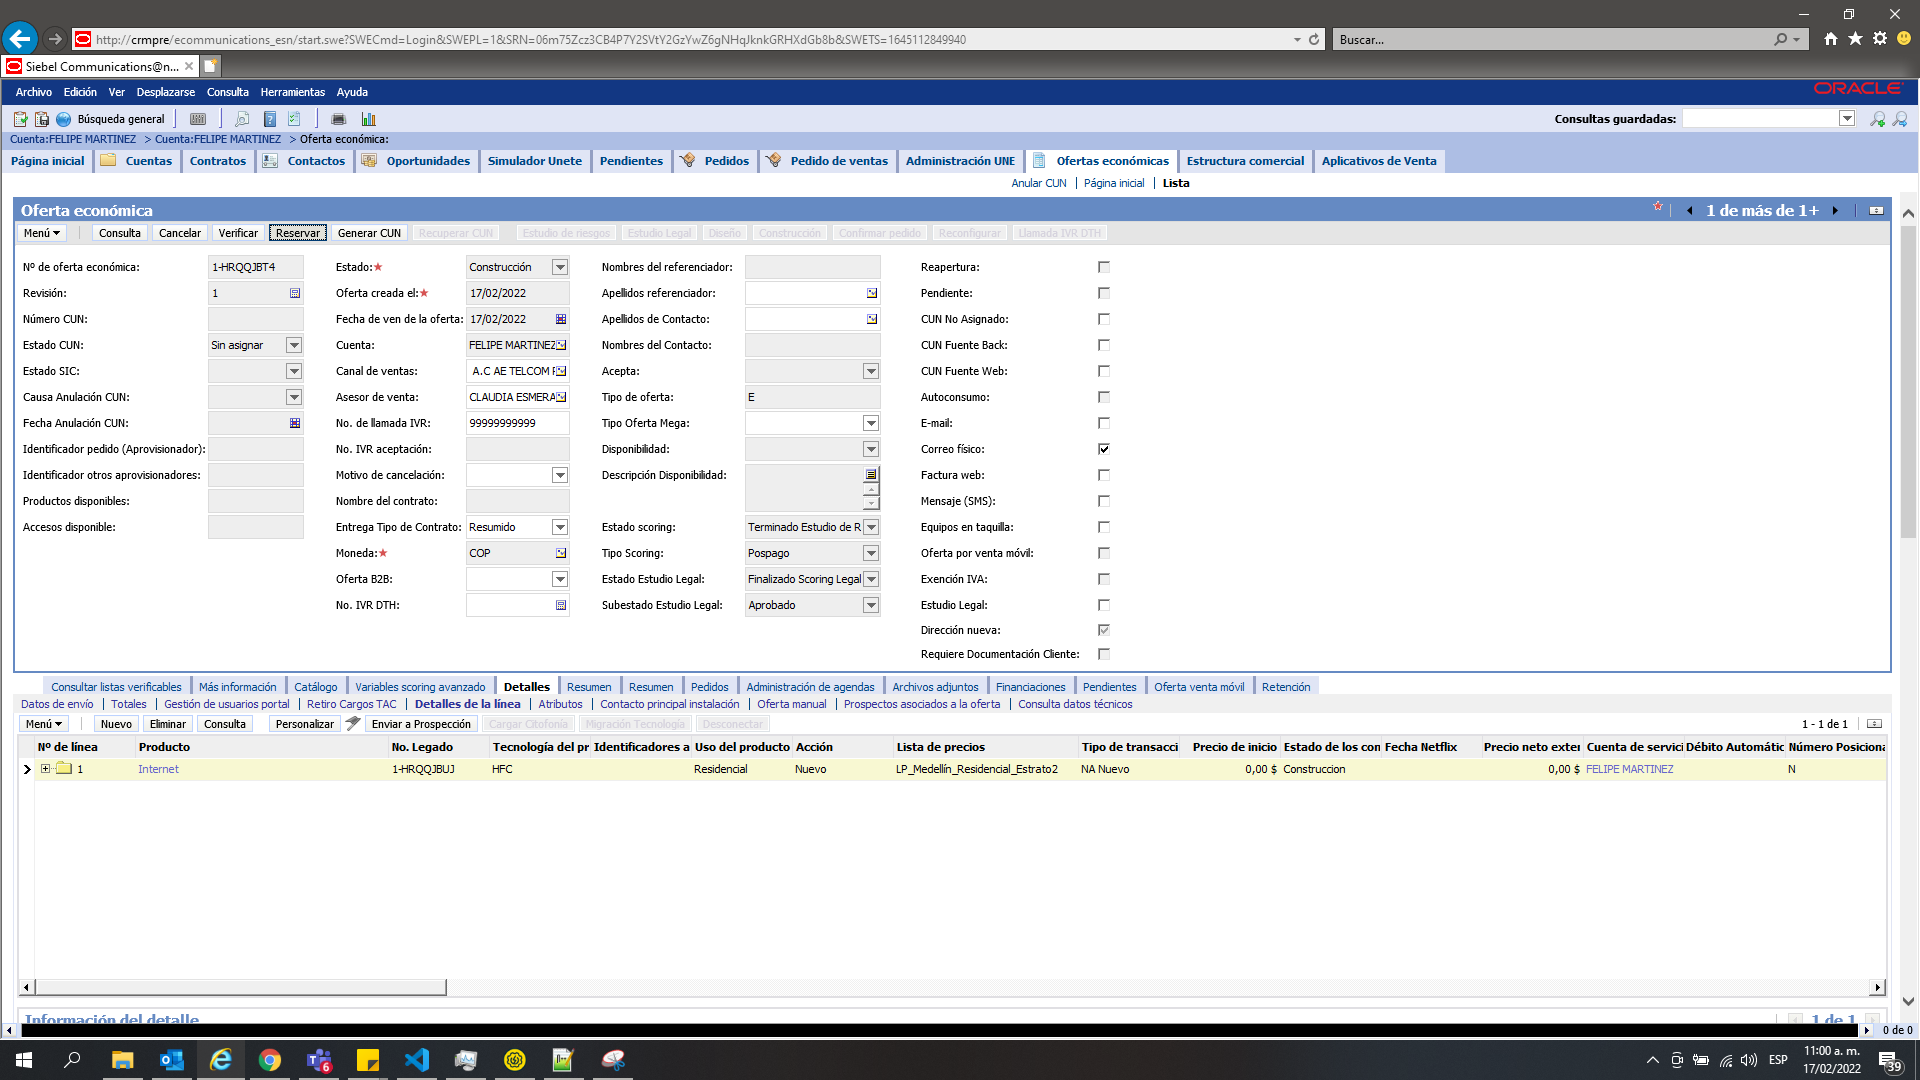 http://crmpre/ecommunications_esn/start.swe?SWECmd=Login&SWEPL=1&SRN=06m75Zcz3CB4P7Y2SVtY2GzYwZ6gNHqJknkGRHXdGb8b&SWETS=1645112849940 Buscar...
Siebel Communications@n...
Archivo Edición Ver Desplazarse Consulta Herramientas Ayuda ORACLE
Búsqueda general Consultas guardadas:
Cuenta:FELIPE MARTINEZ > Cuenta:FELIPE MARTINEZ > Oferta económica:
Página inicial Cuentas Contratos Contactos Oportunidades Simulador Unete Pendientes Pedidos Pedido de ventas Administración UNE Ofertas económicas Estructura comercial Aplicativos de Venta
Anular CUN Página inicial Lista
Oferta económica 1 de más de 1+
Menú Consulta Cancelar Verificar Reservar Generar CUN Recuperar CUN Estudio de riesgos Estudio Legal Diseño Construcción Confirmar pedido Reconfigurar Llamada IVR DTH
Nº de oferta económica: 1-HRQQJBT4 Estado:★ Construcción Nombres del referenciador: Reapertura:
Revisión: 1 Oferta creada el:★ 17/02/2022 Apellidos referenciador: Pendiente:
Número CUN: Fecha de ven de la oferta: 17/02/2022 Apellidos de Contacto: CUN No Asignado:
Estado CUN: Sin asignar Cuenta: FELIPE MARTINEZ Nombres del Contacto: CUN Fuente Back:
Estado SIC: Canal de ventas: A.C AE TELCOM Acepta: CUN Fuente Web:
Causa Anulación CUN: Asesor de venta: CLAUDIA ESMERA Tipo de oferta: E Autoconsumo:
Fecha Anulación CUN: No. de llamada IVR: 99999999999 Tipo Oferta Mega: E-mail:
Identificador pedido (Aprovisionador): No. IVR aceptación: Disponibilidad: Correo físico:
Identificador otros aprovisionadores: Motivo de cancelación: Descripción Disponibilidad: Factura web:
Productos disponibles: Nombre del contrato: Mensaje (SMS):
Accesos disponible: Entrega Tipo de Contrato: Resumido Estado scoring: Terminado Estudio de R Equipos en taquilla:
Moneda:★ COP Tipo Scoring: Pospago Oferta por venta móvil:
Oferta B2B: Estado Estudio Legal: Finalizado Scoring Legal Exención IVA:
No. IVR DTH: Subestado Estudio Legal: Aprobado Estudio Legal:
Dirección nueva:
Requiere Documentación Cliente:
Consultar listas verificables Más información Catálogo Variables scoring avanzado Detalles Resumen Resumen Pedidos Administración de agendas Archivos adjuntos Financiaciones Pendientes Oferta venta móvil Retención
Datos de envío Totales Gestión de usuarios portal Retiro Cargos TAC Detalles de la línea Atributos Contacto principal instalación Oferta manual Prospectos asociados a la oferta Consulta datos técnicos
Menú Nuevo Eliminar Consulta Personalizar Enviar a Prospección Cargar Citofonía Migración Tecnología Desconectar 1 - 1 de 1
Nº de línea Producto No. Legado Tecnología del pr Identificadores a Uso del producto Acción Lista de precios Tipo de transacci Precio de inicio Estado de los con Fecha Netflix Precio neto exter Cuenta de servici Débito Automátic Número Posiciona
1 Internet 1-HRQQJBUJ HFC Residencial Nuevo LP_Medellín_Residencial_Estrato2 NA Nuevo 0,00 $ Construccion 0,00 $ FELIPE MARTINEZ N
Información del detalle 1 de 1
0 de 0
6 ESP 11:00 a. m.
17/02/2022 39